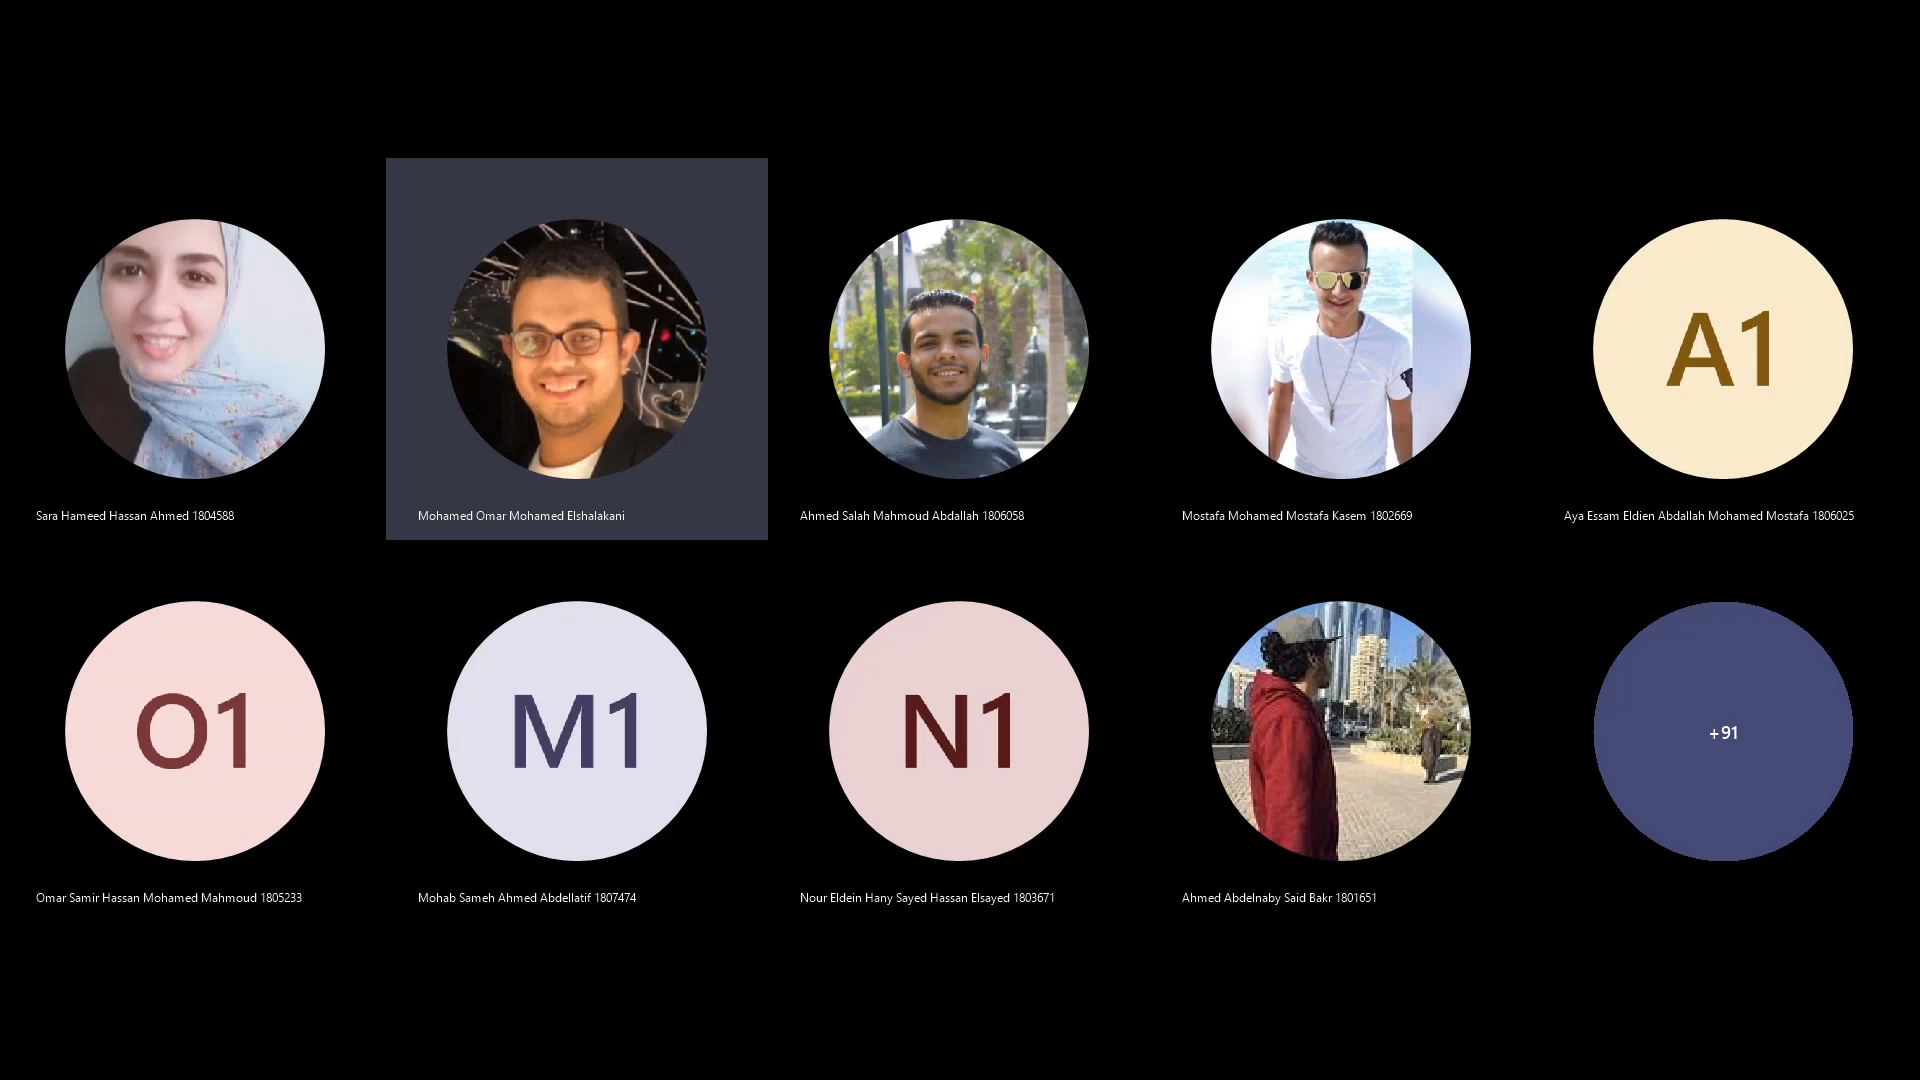 A1
Sara Hameed Hassan Ahmed 1804588
Mohamed Omar Mohamed Elshalakani
Ahmed Salah Mahmoud Abdallah 1806058
Mostafa Mohamed Mostafa Kasem 1802669
Aya Essam Eldien Abdallah Mohamed Mostafa 1806025
O1
M1
N1
+91
Omar Samir Hassan Mohamed Mahmoud 1805233
Mohab Sameh Ahmed Abdellatif 1807474
Nour Eldein Hany Sayed Hassan Elsayed 1803671
Ahmed Abdelnaby Said Bakr 1801651